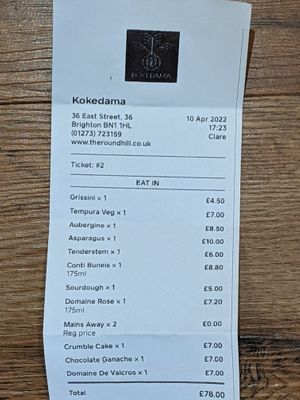 KOKEDAMA
Kokedama
36 East Street, 36
Brighton BN1 1HL
(01273) 723159
www.theroundhill.co.uk
10 Apr 2022
17:23
Clare
Ticket: #2
EAT IN
Grissini × 1 £4.50
Tempura Veg × 1 £7.00
Aubergine × 1 £8.50
Asparagus × 1 £10.00
Tenderstem × 1 £6.00
Conti Buneis × 1 £8.80
175ml
Sourdough × 1 £5.00
Domaine Rose × 1 £7.20
175ml
Mains Away × 2 £0.00
Reg price
Crumble Cake × 1 £7.00
Chocolate Ganache × 1 £7.00
Domaine De Valcros × 1 £7.00
Total £78.00